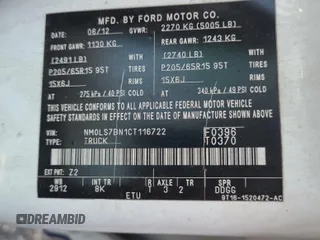 MFD. BY FORD MOTOR CO.
DATE: 06/12 GVWR: 2270 KG (5005 LB)
FRONT GAWR: 1130 KG REAR GAWR: 1243 KG
(2491 LB) WITH (2740 LB) WITH
P205/65R15 95T TIRES P205/65R15 95T TIRES
15X6J RIMS 15X6J RIMS
AT 275 kPa / 40 PSI COLD AT 340 kPa / 49 PSI COLD
THIS VEHICLE CONFORMS TO ALL APPLICABLE FEDERAL MOTOR VEHICLE
SAFETY STANDARDS IN EFFECT ON THE
DATE OF MANUFACTURE SHOWN ABOVE.
VIN: NM0LS7BN1CT116722 F0396
TYPE: TRUCK T0370
EXT PNT: Z2
WB INT TR TR AXLE SPR
2912 BK 1 3 2 DDGG
ETU 9T16-1520472-AC
DREAMBID